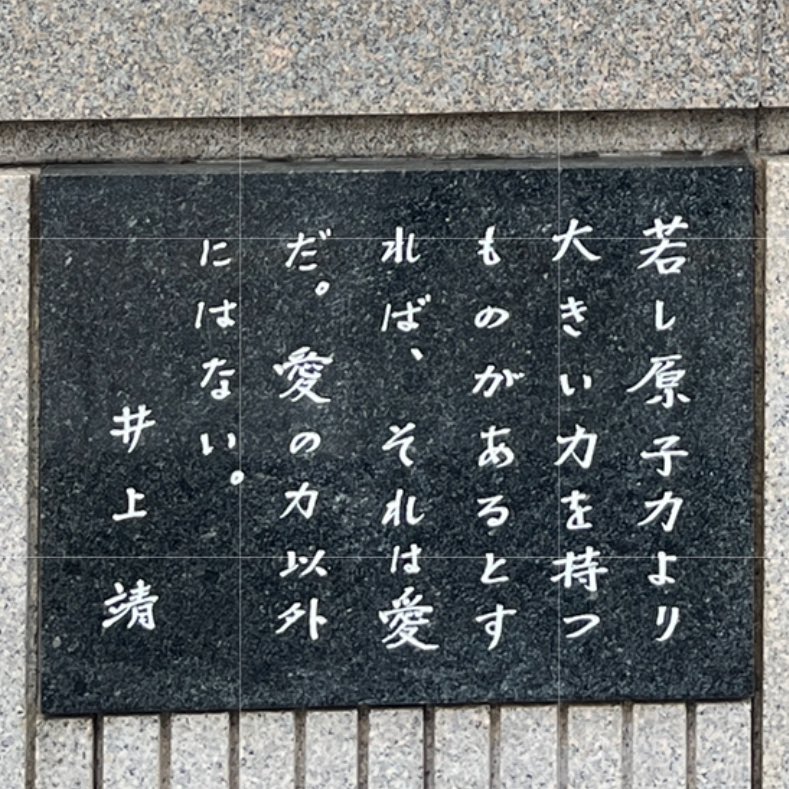 若し原子力より
大きい力を持つ
ものがあるとす
れば、それは愛
だ。愛の力以外
にはない。
井上靖